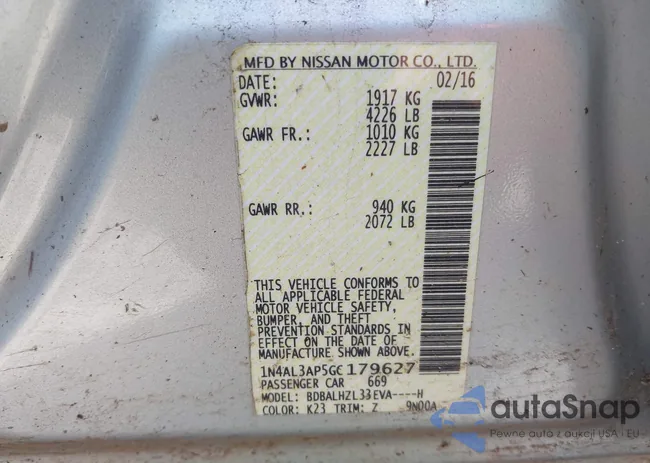 MFD BY NISSAN MOTOR CO., LTD.
DATE: 02/16
GVWR: 1917 KG
4226 LB
GAWR FR.: 1010 KG
2227 LB
GAWR RR.: 940 KG
2072 LB
THIS VEHICLE CONFORMS TO
ALL APPLICABLE FEDERAL
MOTOR VEHICLE SAFETY,
BUMPER, AND THEFT
PREVENTION STANDARDS IN
EFFECT ON THE DATE OF
MANUFACTURE SHOWN ABOVE.
1N4AL3AP5GC179627
PASSENGER CAR 669
MODEL: BDBALHZL33EVA----H
COLOR: K23 TRIM: Z 9N00A
autoSnap
Pewne auto z aukcji USA i EU